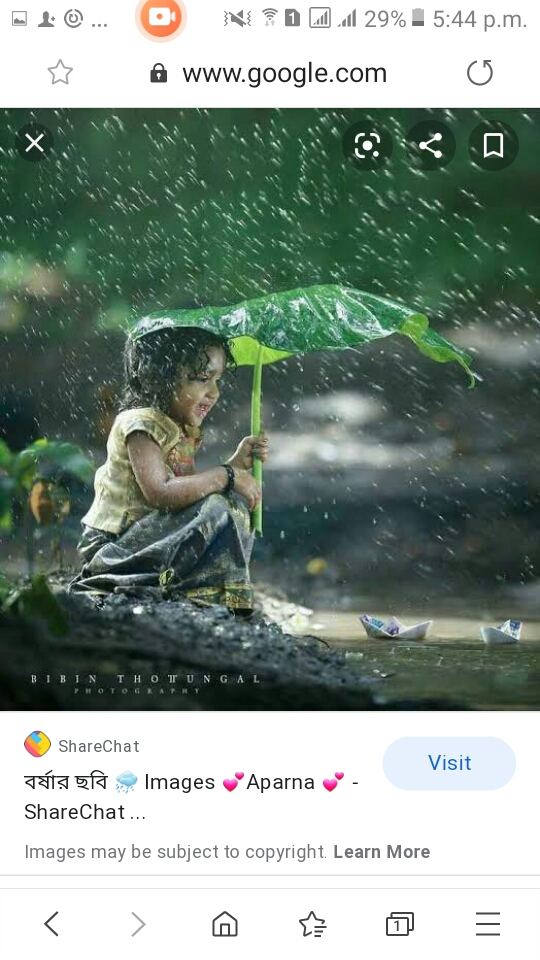 29% 5:44 p.m.
www.google.com
BIBIN THOTTUNGAL
PHOTOGRAPHY
ShareChat
বর্ষার ছবি 🌧️ Images 💕Aparna 💕 -
ShareChat ...
Visit
Images may be subject to copyright. Learn More
1